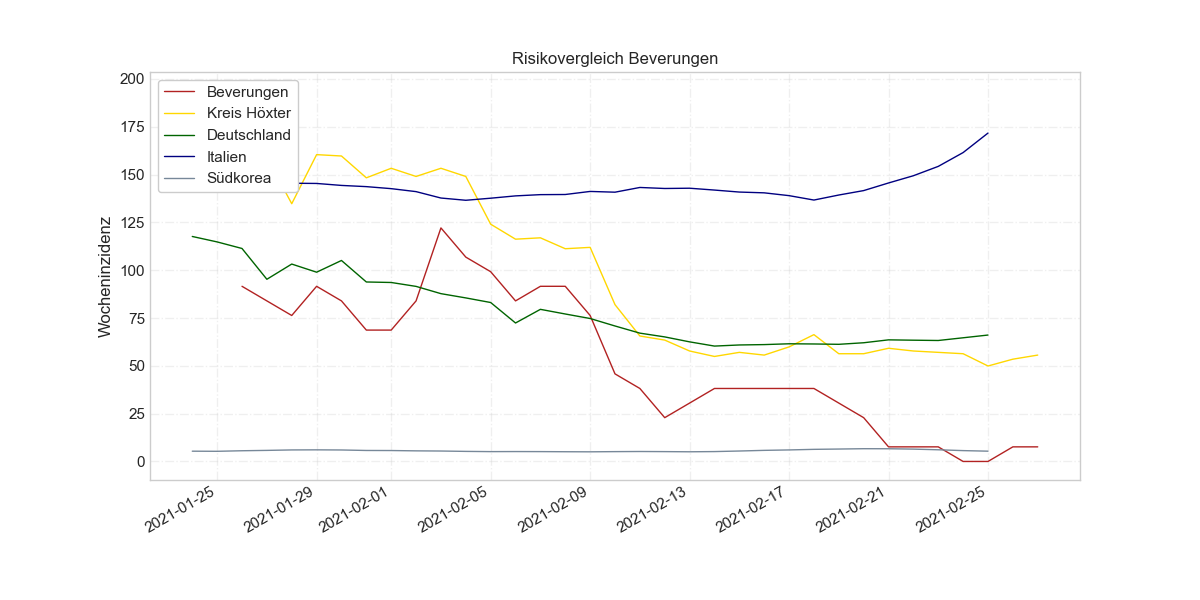 Risikovergleich Beverungen
Wocheninzidenz
200
175
150
125
100
75
50
25
0
Beverungen
Kreis Höxter
Deutschland
Italien
Südkorea
2021-01-25
2021-01-29
2021-02-01
2021-02-05
2021-02-09
2021-02-13
2021-02-17
2021-02-21
2021-02-25